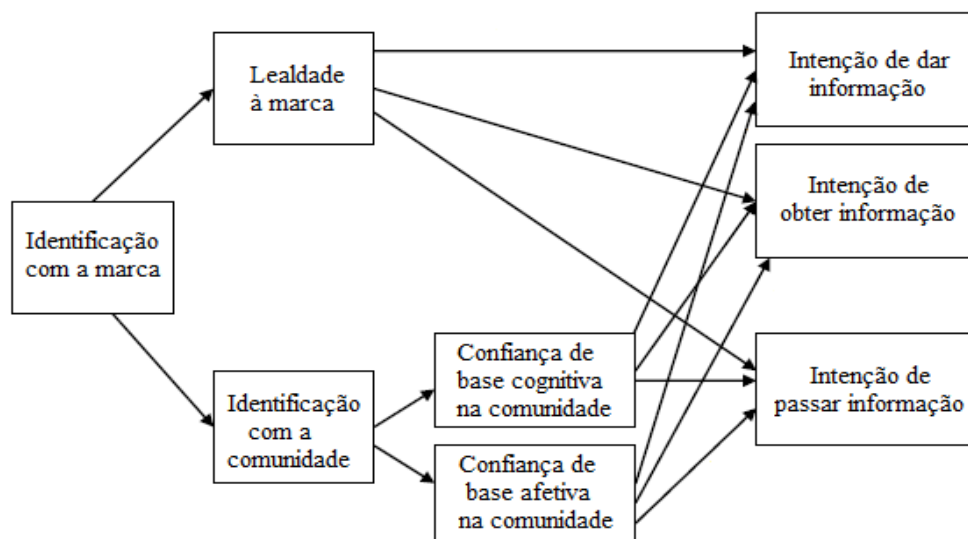 Lealdade
à marca
Intenção de dar
informação
Intenção de
obter informação
Identificação
com a marca
Confiança de
base cognitiva
na comunidade
Intenção de
passar informação
Identificação
com a
comunidade
Confiança de
base afetiva
na comunidade